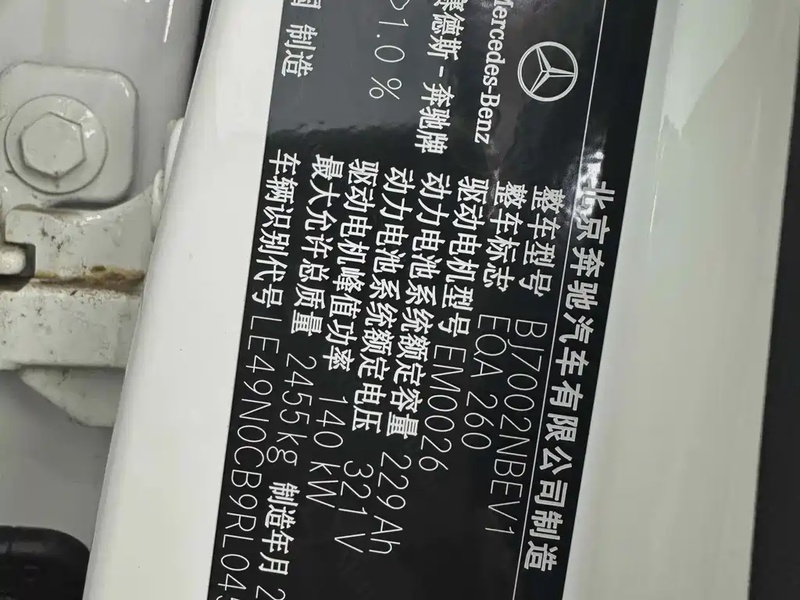 北京奔驰汽车有限公司制造
Mercedes-Benz
整车型号 BJ7002NBEV1
整车标志 EQA 260
赛德斯-奔驰牌
驱动电机型号 EM0026
动力电池系统额定容量 229Ah
>1.0 %
动力电池系统额定电压 321 V
驱动电机峰值功率 140 kW
国 制造
最大允许总质量 2455kg 制造年月 2
车辆识别代号 LE49N0CB9RL045